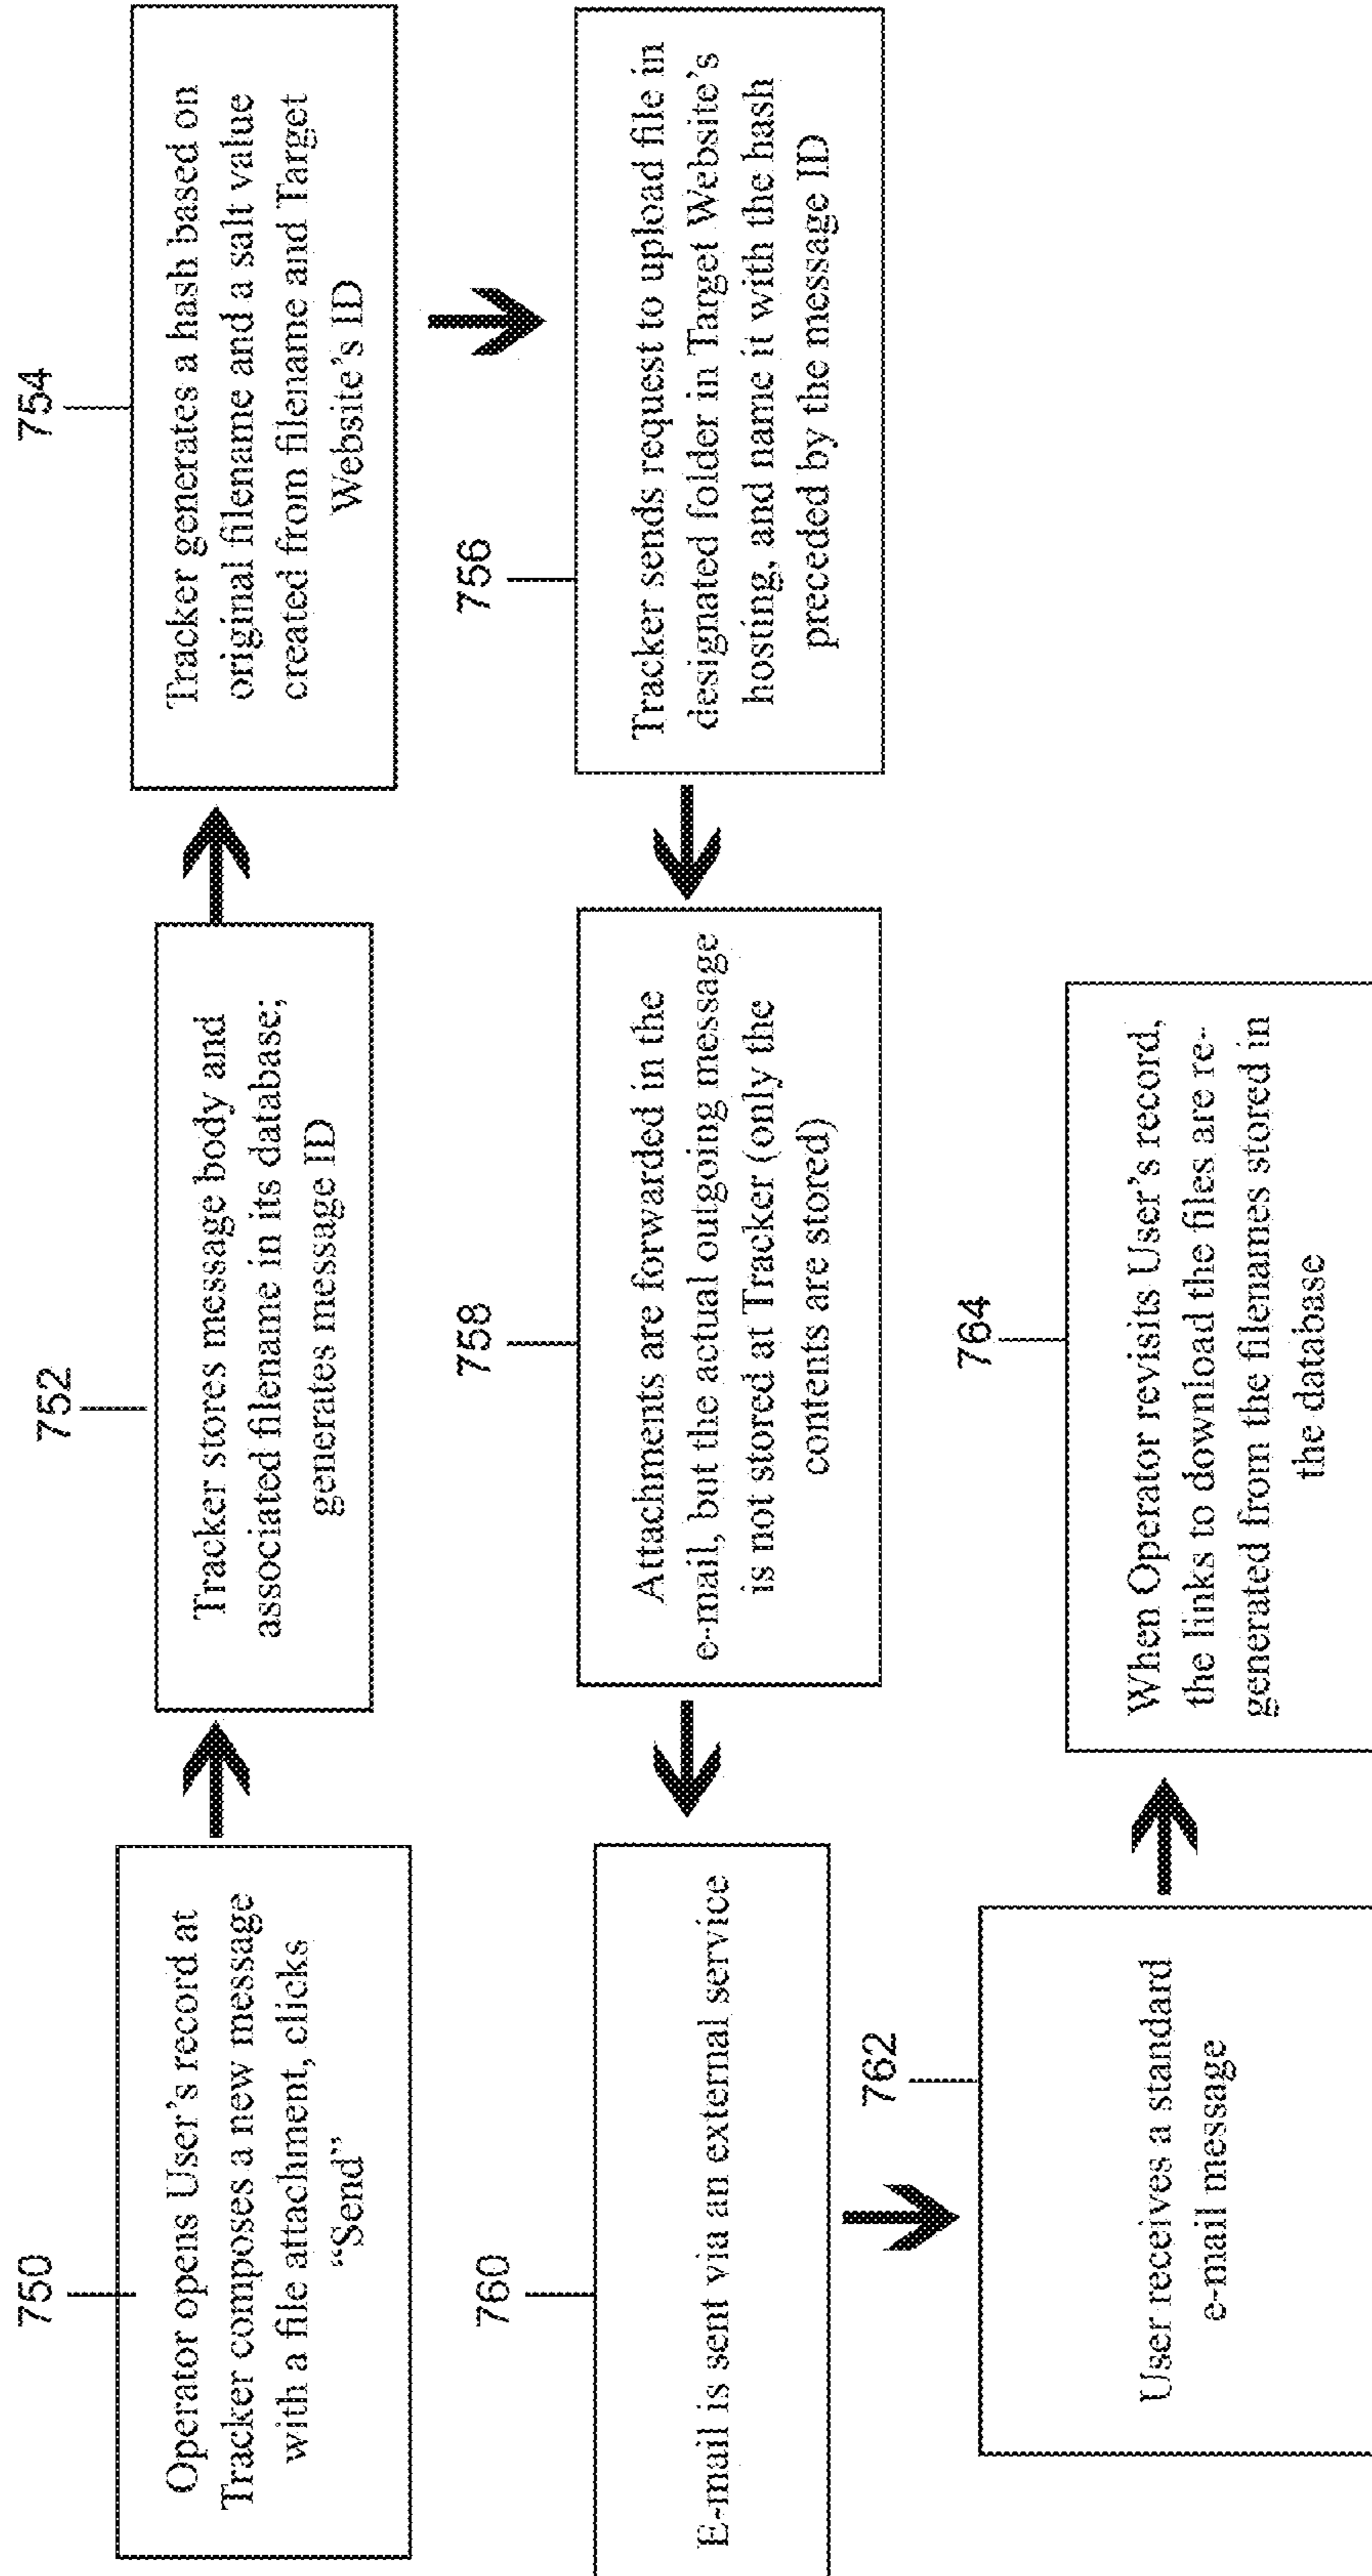 750
Operator opens User's record at
Tracker composes a new message
with a file attachment, clicks
“Send”
752
Tracker stores message body and
associated filename in its database;
generates message ID
754
Tracker generates a hash based on
original filename and a salt value
created from filename and Target
Website's ID
756
Tracker sends request to upload file in
designated folder in Target Website's
hosting, and name it with the hash
preceded by the message ID
758
Attachments are forwarded in the
e-mail, but the actual outgoing message
is not stored at Tracker (only the
contents are stored)
760
E-mail is sent via an external service
762
User receives a standard
e-mail message
764
When Operator revisits User's record,
the links to download the files are re-
generated from the filenames stored in
the database